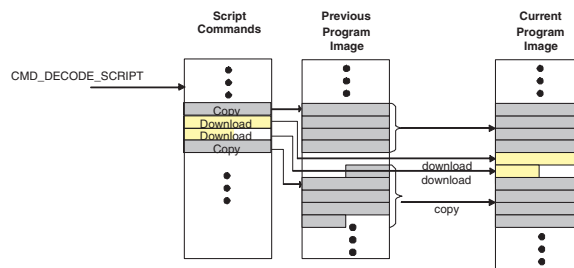 Script
Commands
Previous
Program
Image
Current
Program
Image
CMD_DECODE_SCRIPT
Copy
Download
Download
Copy
download
download
copy